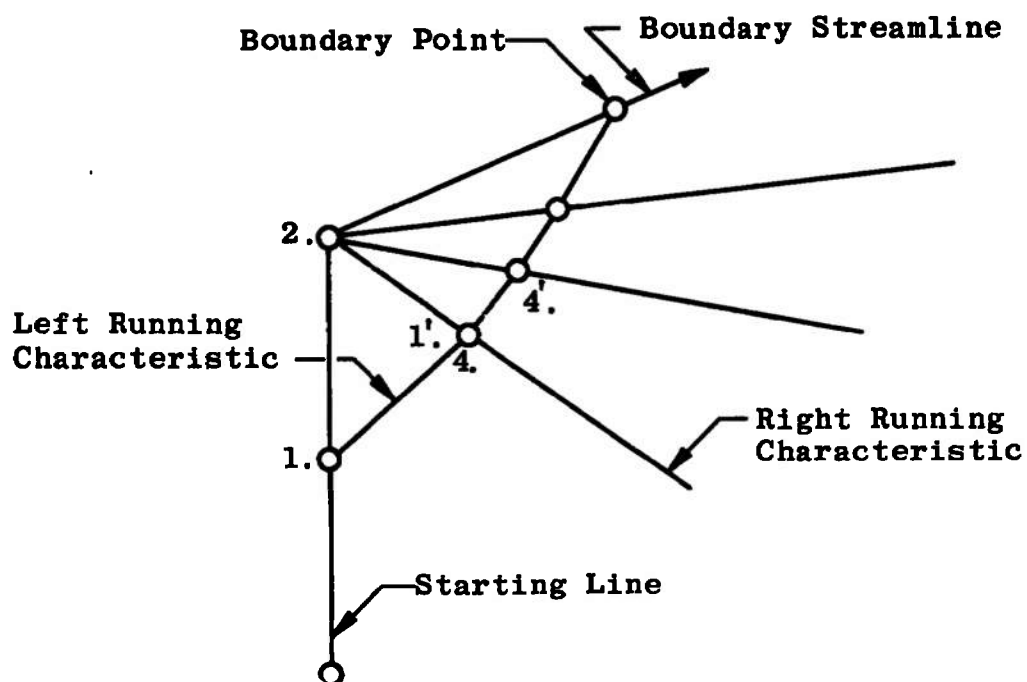 Boundary Point
Boundary Streamline
2.
Left Running
Characteristic
1'.
4'.
4.
1.
Right Running
Characteristic
Starting Line